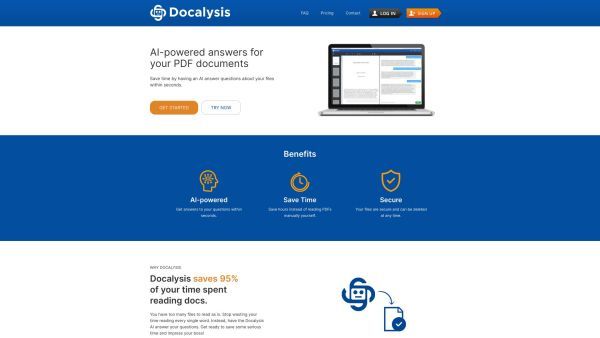 Docalysis
FAQ
Pricing
Contact
LOG IN
SIGN UP
AI-powered answers for
your PDF documents
Save time by having an AI answer questions about your files
within seconds.
GET STARTED
TRY NOW
Benefits
AI-powered
Get answers to your questions within
seconds.
Save Time
Save hours instead of reading PDFs
manually yourself.
Secure
Your files are secure and can be deleted
at any time.
WHY DOCALYSIS
Docalysis saves 95%
of your time spent
reading docs.
You have too many files to read as is. Stop wasting your
time reading every single word. Instead, have the Docalysis
AI answer your questions. Get ready to save some serious
time and impress your boss!